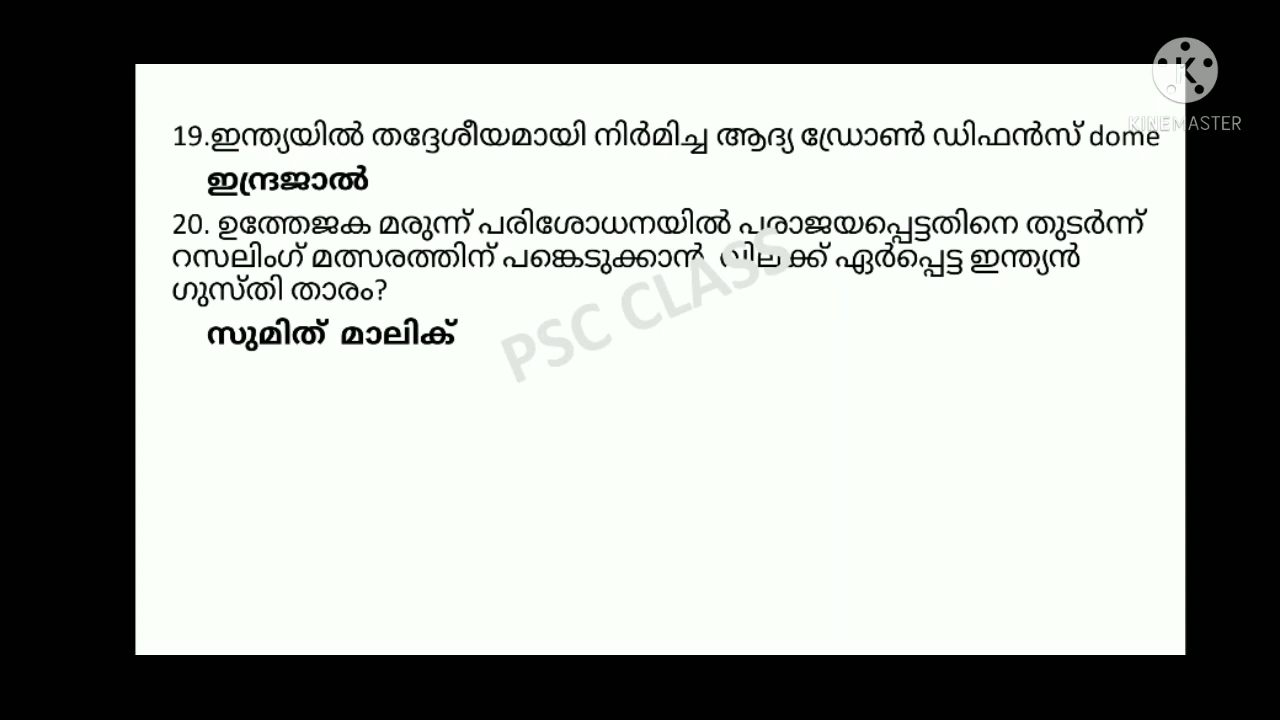 KINEMASTER
19.ഇന്ത്യയിൽ തദ്ദേശീയമായി നിർമിച്ച ആദ്യ ഡ്രോൺ ഡിഫൻസ് dome
ഇന്ദ്രജാൽ
20. ഉത്തേജക മരുന്ന് പരിശോധനയിൽ പരാജയപ്പെട്ടതിനെ തുടർന്ന്
റസലിംഗ് മത്സരത്തിന് പങ്കെടുക്കാൻ വിലക്ക് ഏർപ്പെട്ട ഇന്ത്യൻ
ഗുസ്തി താരം?
സുമിത് മാലിക്
PSC CLASS